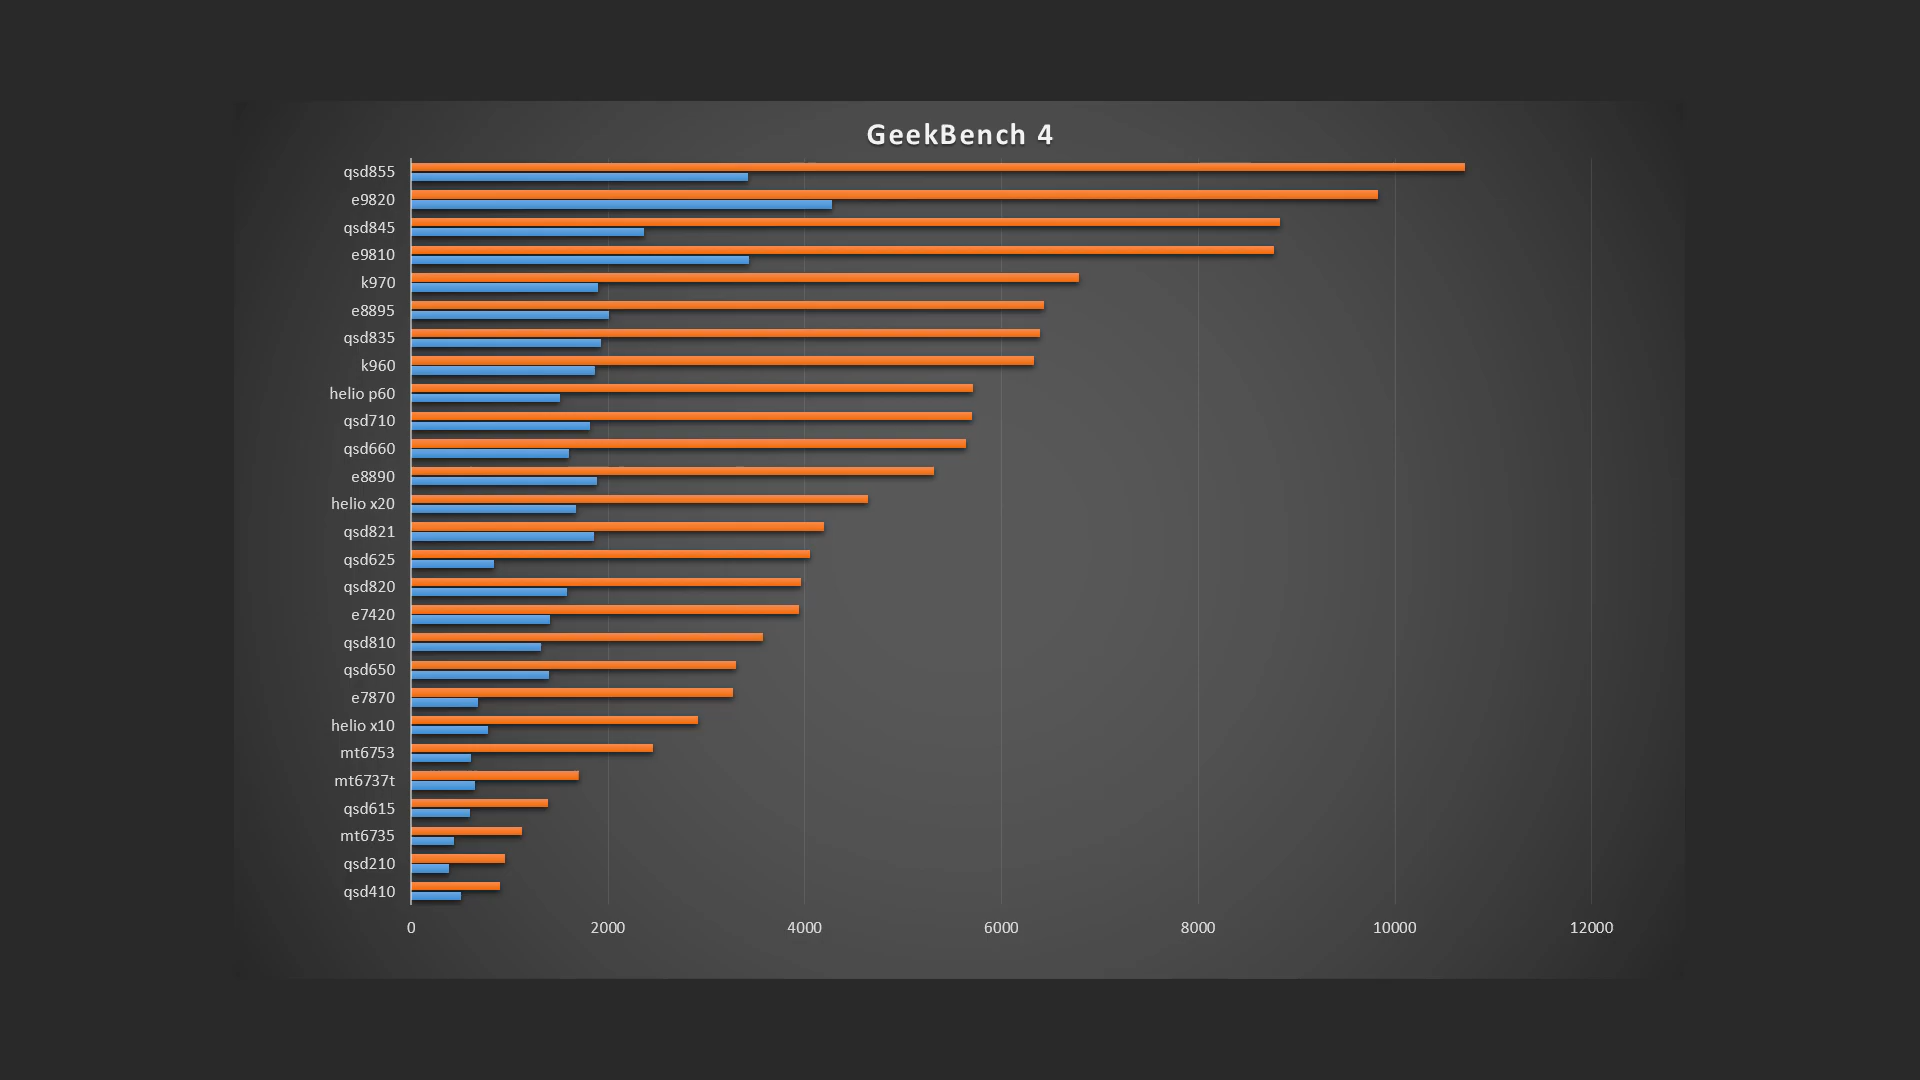 GeekBench 4
qsd855
e9820
qsd845
e9810
k970
e8895
qsd835
k960
helio p60
qsd710
qsd660
e8890
helio x20
qsd821
qsd625
qsd820
e7420
qsd810
qsd650
e7870
helio x10
mt6753
mt6737t
qsd615
mt6735
qsd210
qsd410
0 2000 4000 6000 8000 10000 12000